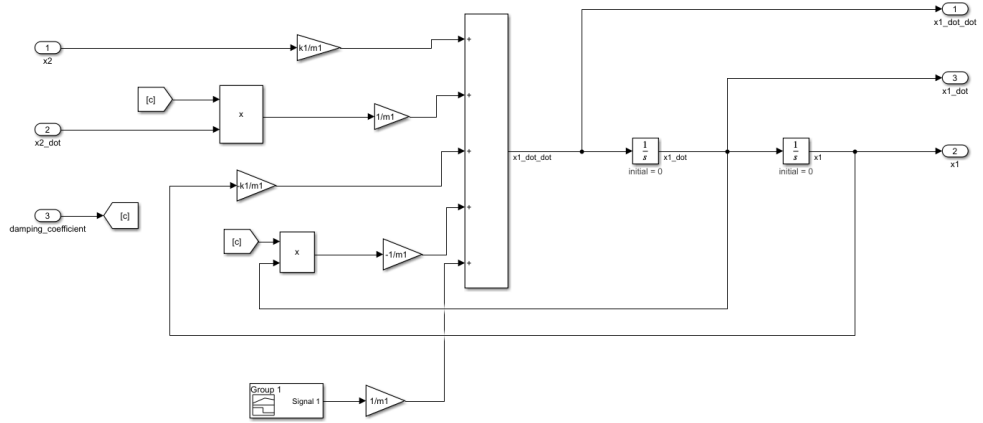 1
x1_dot_dot
1
x2
k1/m1
+
3
x1_dot
[c]
x
1/m1
+
2
x2_dot
x1_dot_dot
1
s
initial = 0
x1_dot
1
s
initial = 0
x1
2
x1
-k1/m1
+
3
damping_coefficient
[c]
[c]
x
-1/m1
+
+
Group 1
Signal 1
1/m1